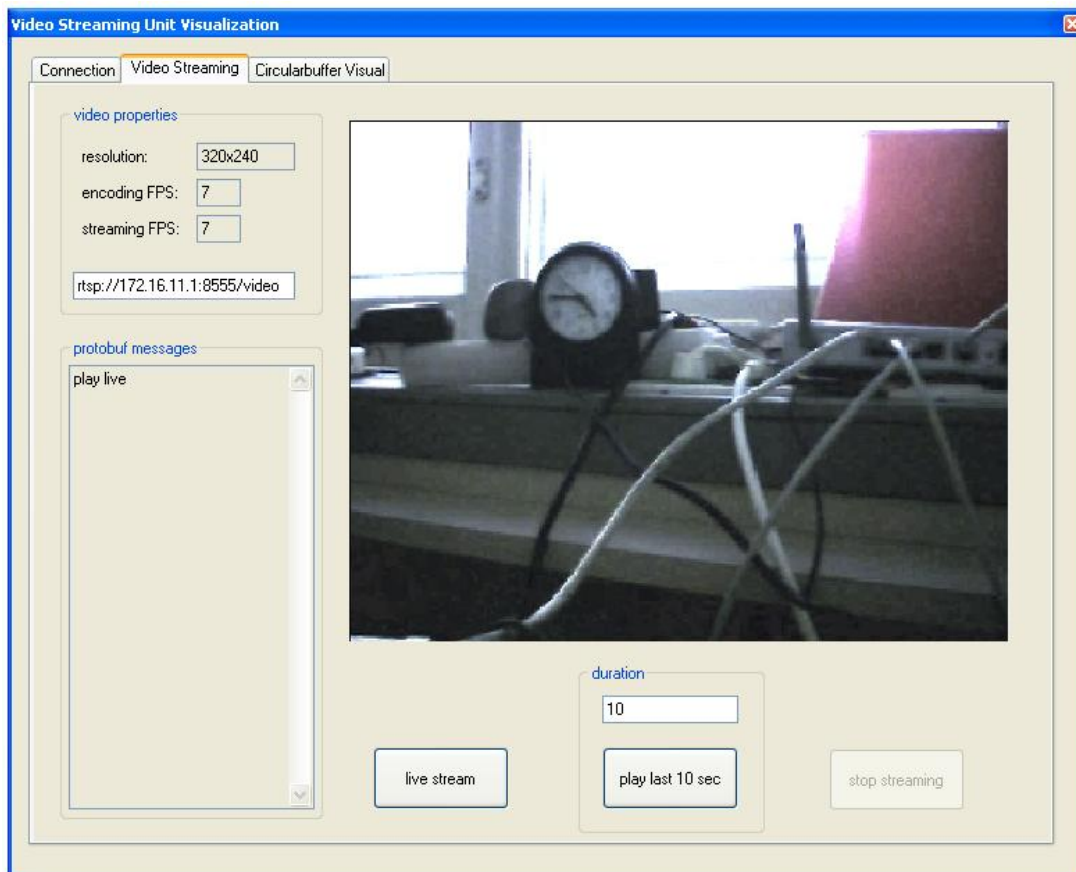 Video Streaming Unit Visualization
Connection
Video Streaming
Circularbuffer Visual
video properties
resolution: 320x240
encoding FPS: 7
streaming FPS: 7
rtsp://172.16.11.1:8555/video
protobuf messages
play live
duration
10
live stream
play last 10 sec
stop streaming